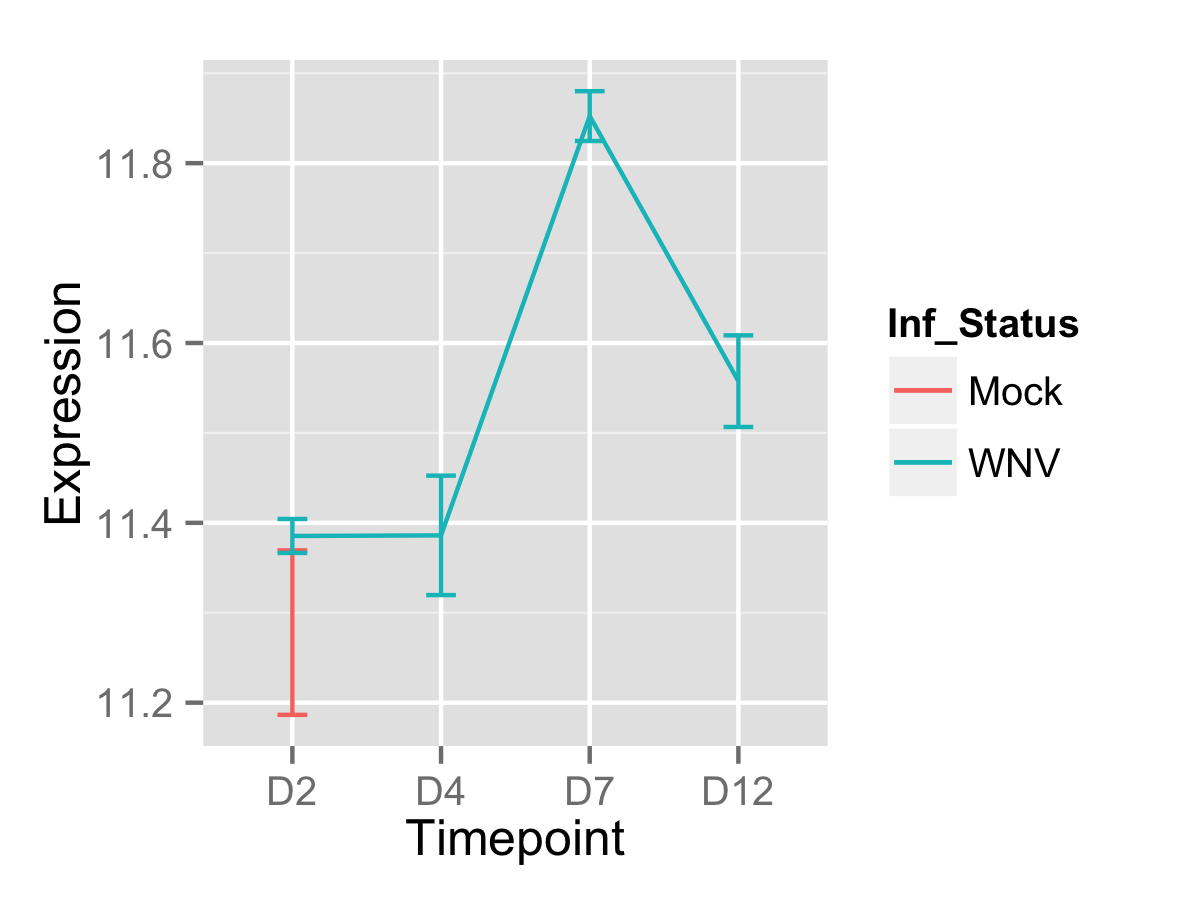 11.8
11.6
11.4
11.2
Expression
D2 D4 D7 D12
Timepoint
Inf_Status
Mock
WNV